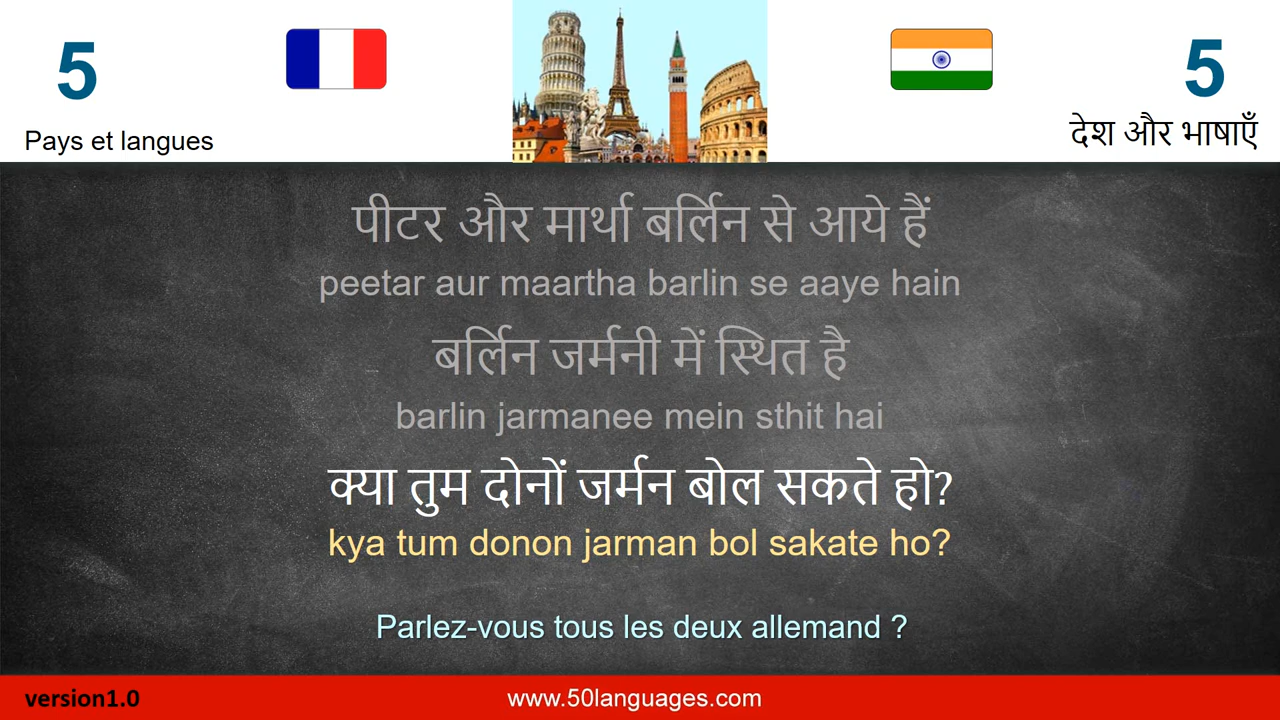 5
5
Pays et langues
देश और भाषाएँ
पीटर और मार्था बर्लिन से आये हैं
peetar aur maartha barlin se aaye hain
बर्लिन जर्मनी में स्थित है
barlin jarmanee mein sthit hai
क्या तुम दोनों जर्मन बोल सकते हो?
kya tum donon jarman bol sakate ho?
Parlez-vous tous les deux allemand ?
version1.0
www.50languages.com